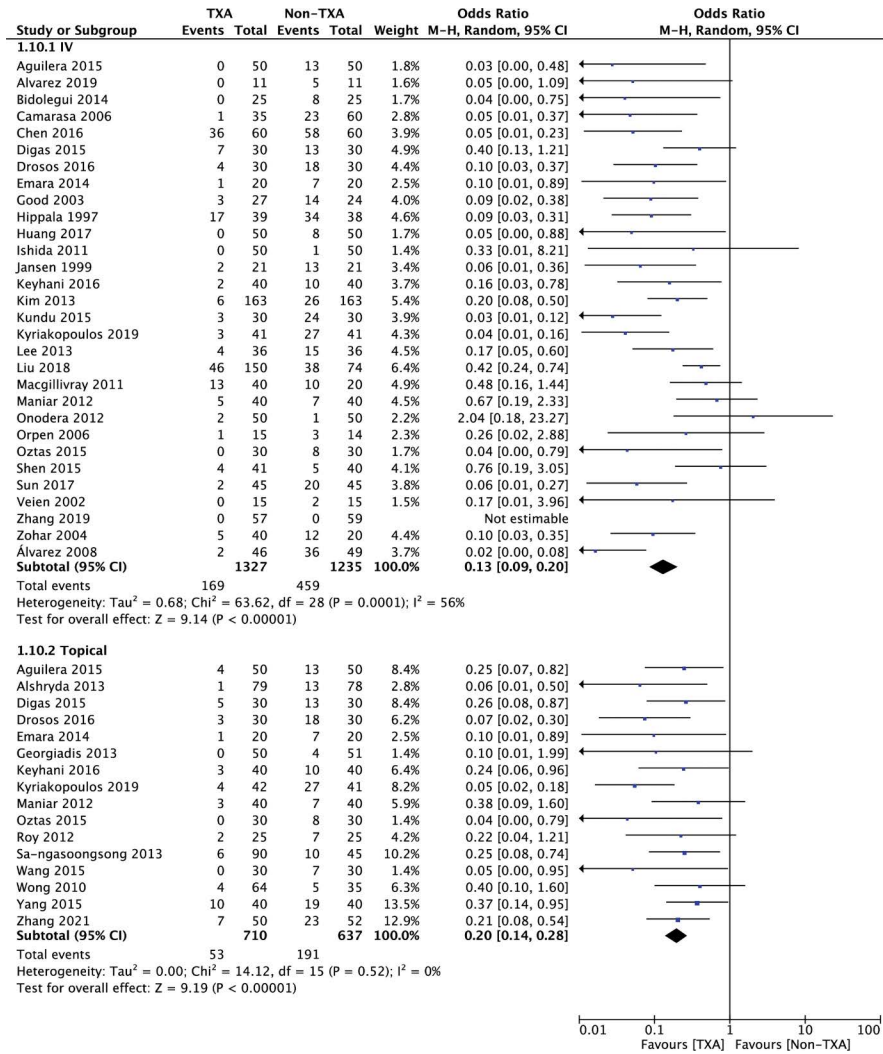 TXA Non-TXA Odds Ratio Odds Ratio
Study or Subgroup Events Total Events Total Weight M-H, Random, 95% CI M-H, Random, 95% CI
1.10.1 IV
Aguilera 2015 0 50 13 50 1.8% 0.03 [0.00, 0.48]
Alvarez 2019 0 11 5 11 1.6% 0.05 [0.00, 1.09]
Bidolegui 2014 0 25 8 25 1.7% 0.04 [0.00, 0.75]
Camarasa 2006 1 35 23 60 2.8% 0.05 [0.01, 0.37]
Chen 2016 36 60 58 60 3.9% 0.05 [0.01, 0.23]
Digas 2015 7 30 13 30 4.9% 0.40 [0.13, 1.21]
Drosos 2016 4 30 18 30 4.6% 0.10 [0.03, 0.37]
Emara 2014 1 20 7 20 2.5% 0.10 [0.01, 0.89]
Good 2003 3 27 14 24 4.2% 0.09 [0.02, 0.38]
Hippala 1997 17 39 34 38 4.6% 0.09 [0.03, 0.31]
Huang 2017 0 50 8 50 1.7% 0.05 [0.00, 0.88]
Ishida 2011 0 50 1 50 1.4% 0.33 [0.01, 8.21]
Jansen 1999 2 21 13 21 3.4% 0.06 [0.01, 0.36]
Keyhani 2016 2 40 10 40 3.7% 0.16 [0.03, 0.78]
Kim 2013 6 163 26 163 5.4% 0.20 [0.08, 0.50]
Kundu 2015 3 30 24 30 4.1% 0.03 [0.01, 0.12]
Kyriakopoulos 2019 3 41 27 41 4.4% 0.04 [0.01, 0.16]
Lee 2013 4 36 15 36 4.5% 0.17 [0.05, 0.60]
Liu 2018 46 150 38 74 6.2% 0.42 [0.24, 0.74]
Macgillivray 2011 13 40 10 20 4.9% 0.48 [0.16, 1.44]
Maniar 2012 5 40 7 40 4.6% 0.67 [0.19, 2.33]
Onodera 2012 2 50 1 50 2.2% 2.04 [0.18, 23.27]
Orpen 2006 1 15 3 14 2.3% 0.26 [0.02, 2.88]
Oztas 2015 0 30 8 30 1.7% 0.04 [0.00, 0.79]
Shen 2015 4 41 5 40 4.1% 0.76 [0.19, 3.05]
Sun 2017 2 45 20 45 3.8% 0.06 [0.01, 0.27]
Veien 2002 0 15 2 15 1.5% 0.17 [0.01, 3.96]
Zhang 2019 0 57 0 59 Not estimable
Zohar 2004 5 40 12 20 4.4% 0.10 [0.03, 0.35]
Álvarez 2008 2 46 36 49 3.7% 0.02 [0.00, 0.08]
Subtotal (95% CI) 1327 1235 100.0% 0.13 [0.09, 0.20]
Total events 169 459
Heterogeneity: Tau² = 0.68; Chi² = 63.62, df = 28 (P = 0.0001); I² = 56%
Test for overall effect: Z = 9.14 (P < 0.00001)
1.10.2 Topical
Aguilera 2015 4 50 13 50 8.4% 0.25 [0.07, 0.82]
Alshryda 2013 1 79 13 78 2.8% 0.06 [0.01, 0.50]
Digas 2015 5 30 13 30 8.1% 0.26 [0.08, 0.87]
Drosos 2016 3 30 18 30 6.2% 0.07 [0.02, 0.30]
Emara 2014 1 20 7 20 2.5% 0.10 [0.01, 0.89]
Georgiadis 2013 0 50 4 51 1.4% 0.10 [0.01, 1.99]
Keyhani 2016 3 40 10 40 6.4% 0.24 [0.06, 0.96]
Kyriakopoulos 2019 4 42 27 41 8.2% 0.05 [0.02, 0.18]
Maniar 2012 3 40 7 40 5.9% 0.38 [0.09, 1.60]
Oztas 2015 0 30 8 30 1.4% 0.04 [0.00, 0.79]
Roy 2012 2 25 7 25 4.2% 0.22 [0.04, 1.21]
Sa-ngasoongsong 2013 6 90 10 45 10.2% 0.25 [0.08, 0.74]
Wang 2015 0 30 7 30 1.4% 0.05 [0.00, 0.95]
Wong 2010 4 64 5 35 6.3% 0.40 [0.10, 1.60]
Yang 2015 10 40 19 40 13.5% 0.37 [0.14, 0.95]
Zhang 2021 7 50 23 52 12.9% 0.21 [0.08, 0.54]
Subtotal (95% CI) 710 637 100.0% 0.20 [0.14, 0.28]
Total events 53 191
Heterogeneity: Tau² = 0.00; Chi² = 14.12, df = 15 (P = 0.52); I² = 0%
Test for overall effect: Z = 9.19 (P < 0.00001)
0.01 0.1 1 10 100
Favours [TXA] Favours [Non-TXA]